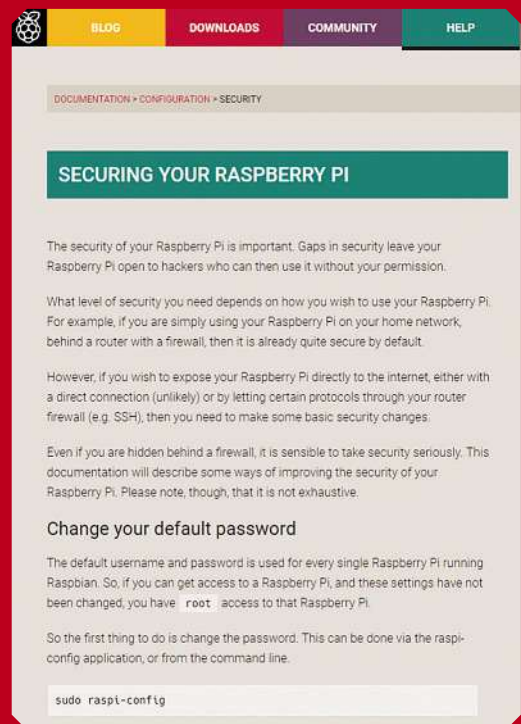 BLOG DOWNLOADS COMMUNITY HELP
DOCUMENTATION > CONFIGURATION > SECURITY
SECURING YOUR RASPBERRY PI
The security of your Raspberry Pi is important. Gaps in security leave your
Raspberry Pi open to hackers who can then use it without your permission.
What level of security you need depends on how you wish to use your Raspberry Pi.
For example, if you are simply using your Raspberry Pi on your home network,
behind a router with a firewall, then it is already quite secure by default.
However, if you wish to expose your Raspberry Pi directly to the internet, either with
a direct connection (unlikely) or by letting certain protocols through your router
firewall (e.g. SSH), then you need to make some basic security changes.
Even if you are hidden behind a firewall, it is sensible to take security seriously. This
documentation will describe some ways of improving the security of your
Raspberry Pi. Please note, though, that it is not exhaustive.
Change your default password
The default username and password is used for every single Raspberry Pi running
Raspbian. So, if you can get access to a Raspberry Pi, and these settings have not
been changed, you have root access to that Raspberry Pi.
So the first thing to do is change the password. This can be done via the raspi-
config application, or from the command line.
sudo raspi-config